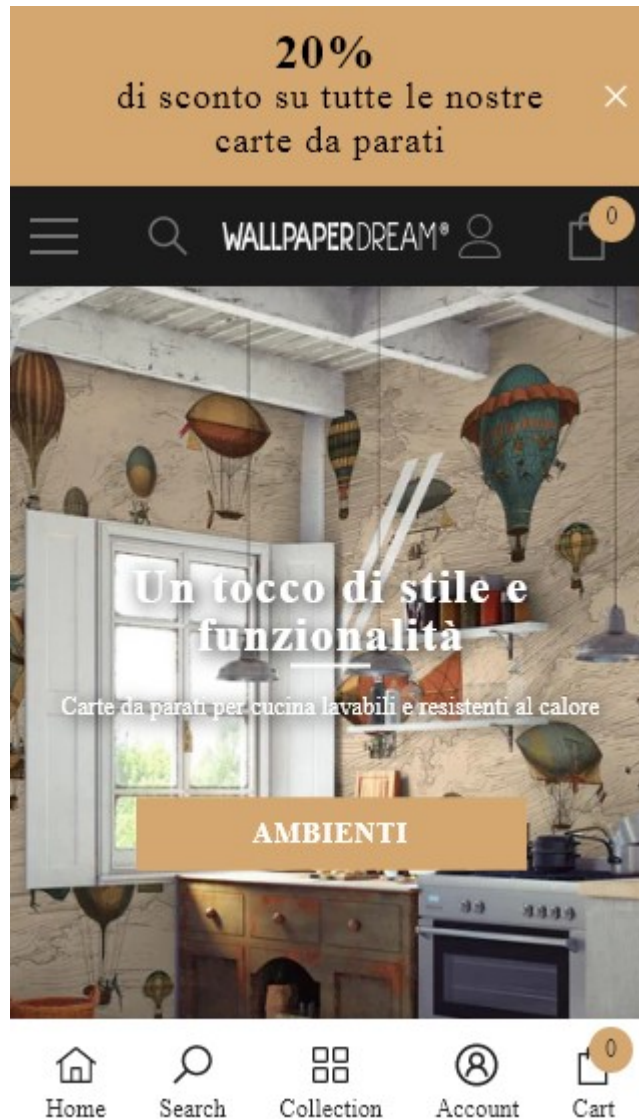 20%
di sconto su tutte le nostre
carte da parati
WALLPAPERDREAM®
0
Un tocco di stile e
funzionalità
Carte da parati per cucina lavabili e resistenti al calore
AMBIENTI
0
Home Search Collection Account Cart